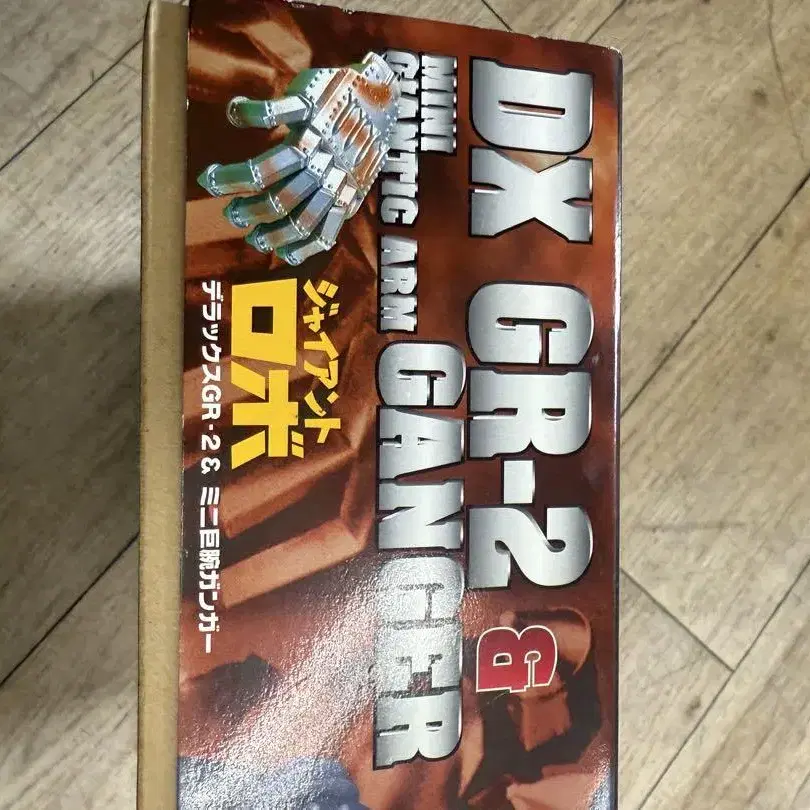 DX GR-2 &
MINI
GIANTIC ARM GANGER
ジャイアント
ロボ
デラックスGR-2& ミニ巨腕ガンガー